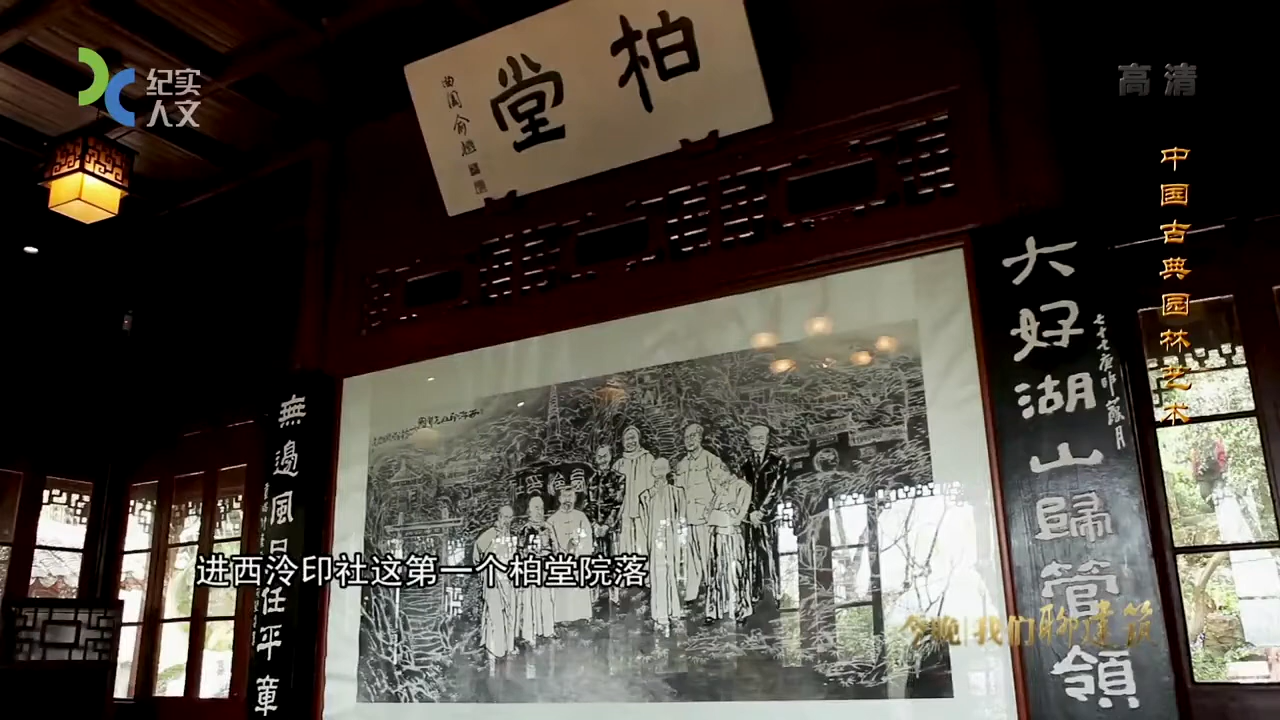 纪实
人文
高清
柏堂
曲园俞樾
中国古典园林艺术
大好湖山歸管領
無邊風月任平章
进西泠印社这第一个柏堂院落
今晚|我们聊建筑